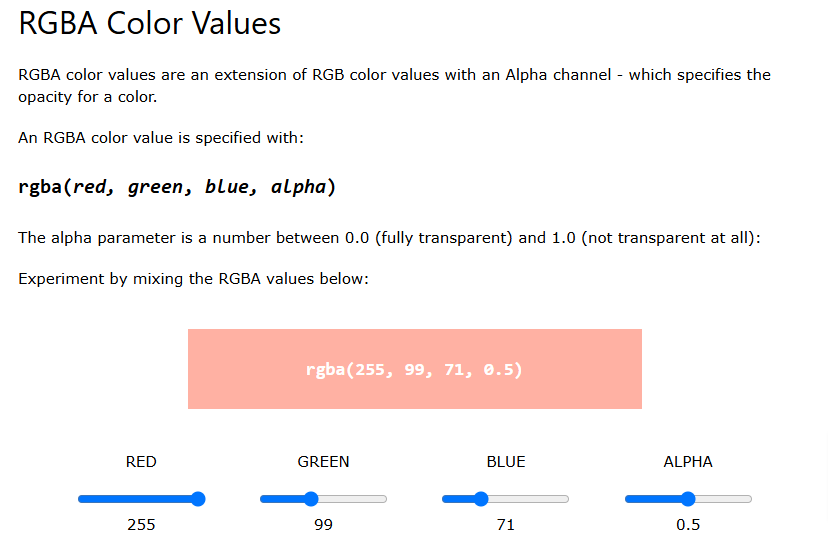 RGBA Color Values
RGBA color values are an extension of RGB color values with an Alpha channel - which specifies the
opacity for a color.
An RGBA color value is specified with:
rgba(red, green, blue, alpha)
The alpha parameter is a number between 0.0 (fully transparent) and 1.0 (not transparent at all):
Experiment by mixing the RGBA values below:
rgba(255, 99, 71, 0.5)
RED GREEN BLUE ALPHA
255 99 71 0.5